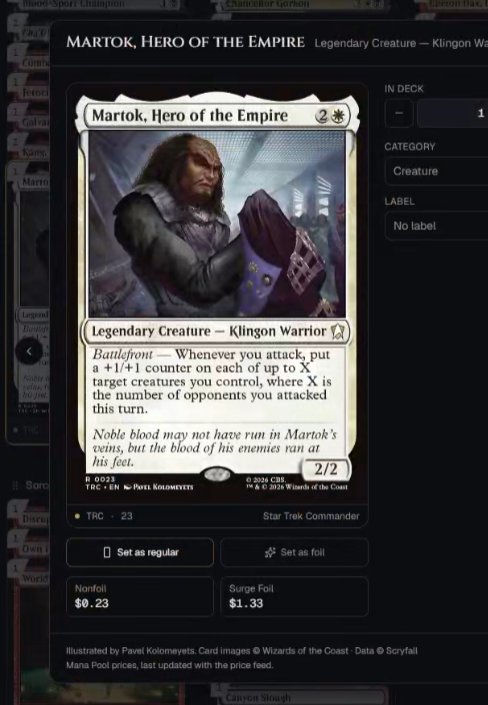 Blood-Sport Champion
Chancellor Gorkon
MARTOK, HERO OF THE EMPIRE Legendary Creature — Klingon Wa
Martok, Hero of the Empire 2
Legendary Creature — Klingon Warrior
Battlefront — Whenever you attack, put
a +1/+1 counter on each of up to X
target creatures you control, where X is
the number of opponents you attacked
this turn.
Noble blood may not have run in Martok's
veins, but the blood of his enemies ran at
his feet.
2/2
R 0023
TRC • EN PAVEL KOLOMEYETS
© 2026 CBS.
™ & © 2026 Wizards of the Coast
TRC · 23 Star Trek Commander
Set as regular Set as foil
Nonfoil
$0.23
Surge Foil
$1.33
Illustrated by Pavel Kolomeyets. Card images © Wizards of the Coast · Data © Scryfall
Mana Pool prices, last updated with the price feed.
IN DECK
− 1
CATEGORY
Creature
LABEL
No label
Canyon Slough